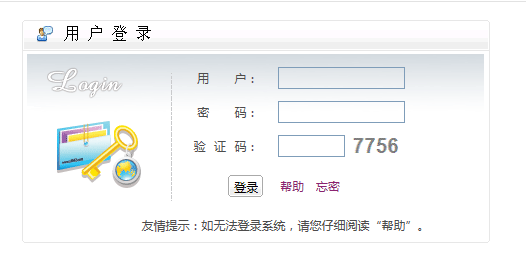 用 户 登 录
Login
用 户：
密 码：
验 证 码： 7756
登录 帮助 忘密
友情提示：如无法登录系统，请您仔细阅读“帮助”。